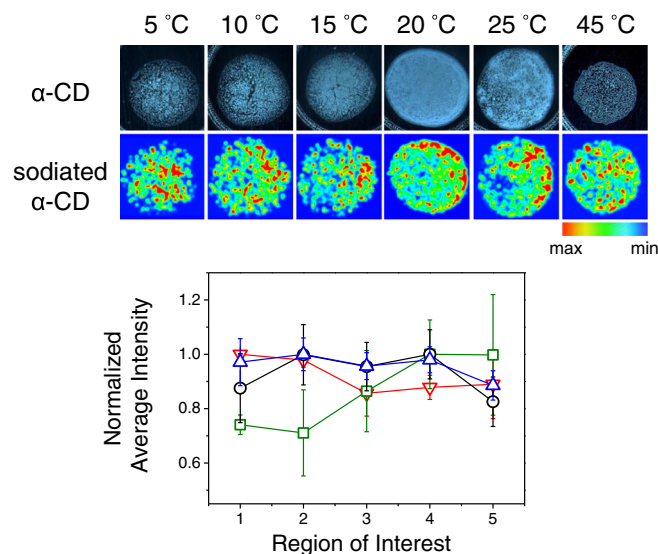 5 °C 10 °C 15 °C 20 °C 25 °C 45 °C
α-CD
sodiated
α-CD
max min
Normalized
Average Intensity
1.2
1.0
0.8
0.6
1 2 3 4 5
Region of Interest